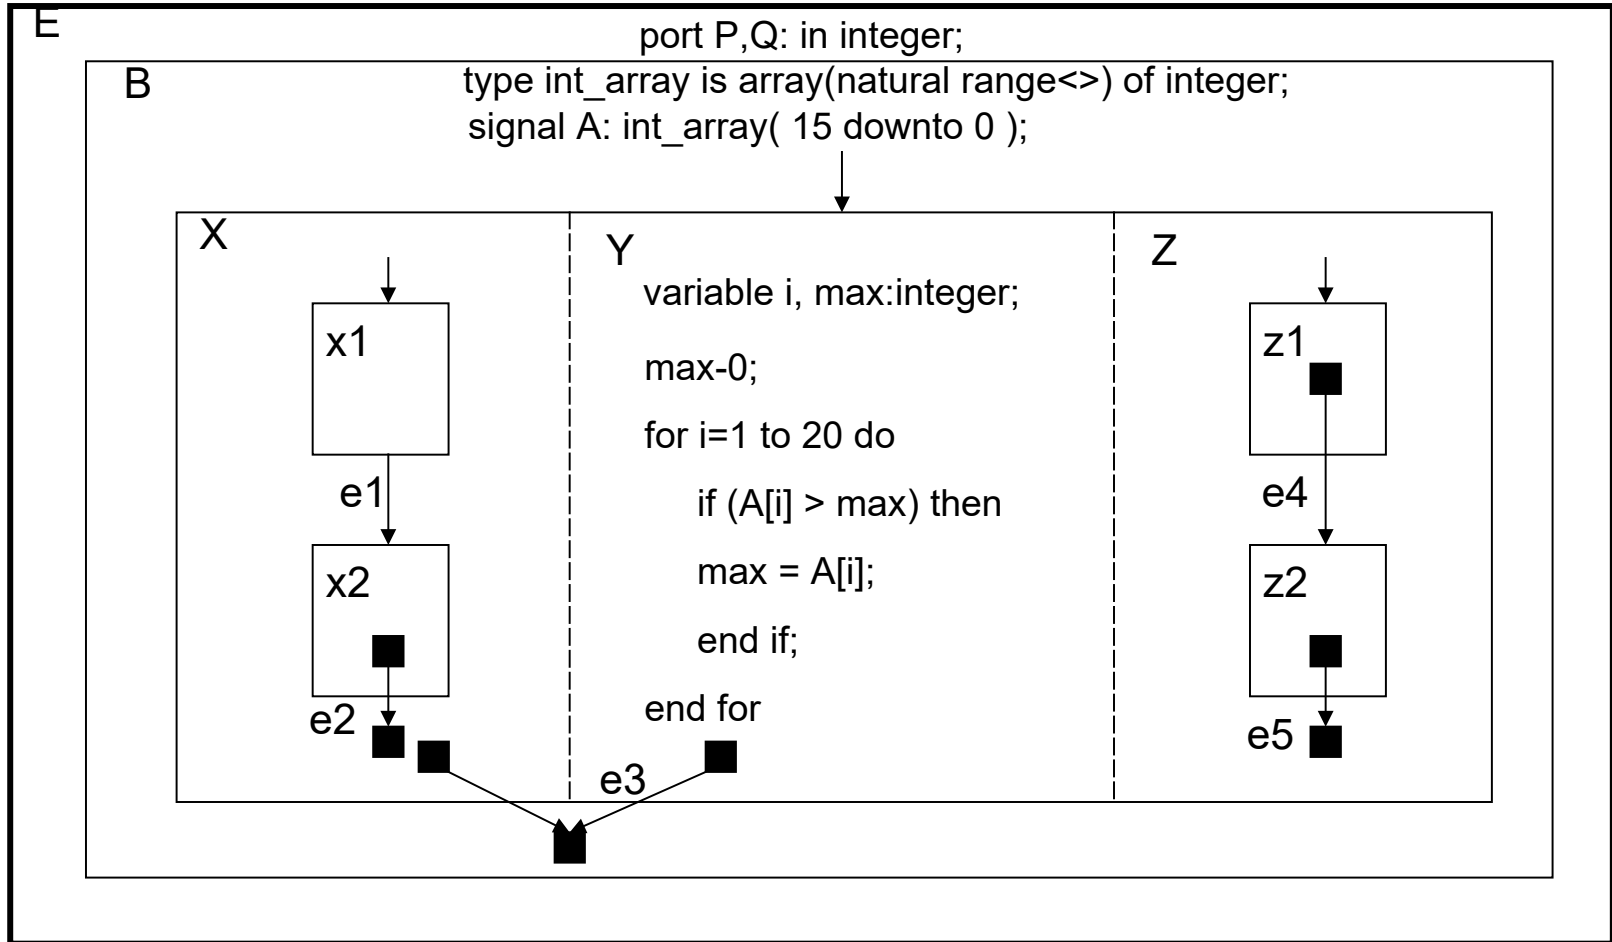 E
port P,Q: in integer;
B
type int_array is array(natural range<>) of integer;
signal A: int_array( 15 downto 0 );
X
x1
e1
x2
e2
Y
variable i, max:integer;
max-0;
for i=1 to 20 do
if (A[i] > max) then
max = A[i];
end if;
end for
e3
Z
z1
e4
z2
e5